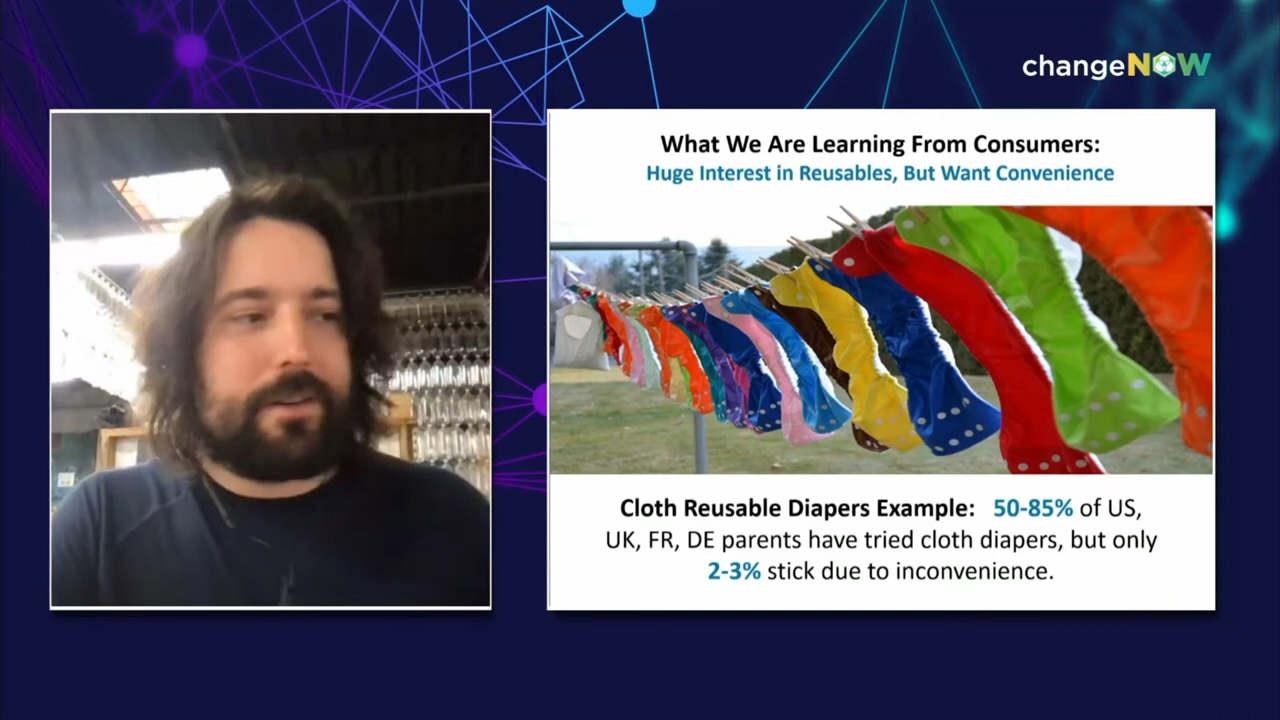 changeNOW
What We Are Learning From Consumers:
Huge Interest in Reusables, But Want Convenience
Cloth Reusable Diapers Example: 50-85% of US,
UK, FR, DE parents have tried cloth diapers, but only
2-3% stick due to inconvenience.